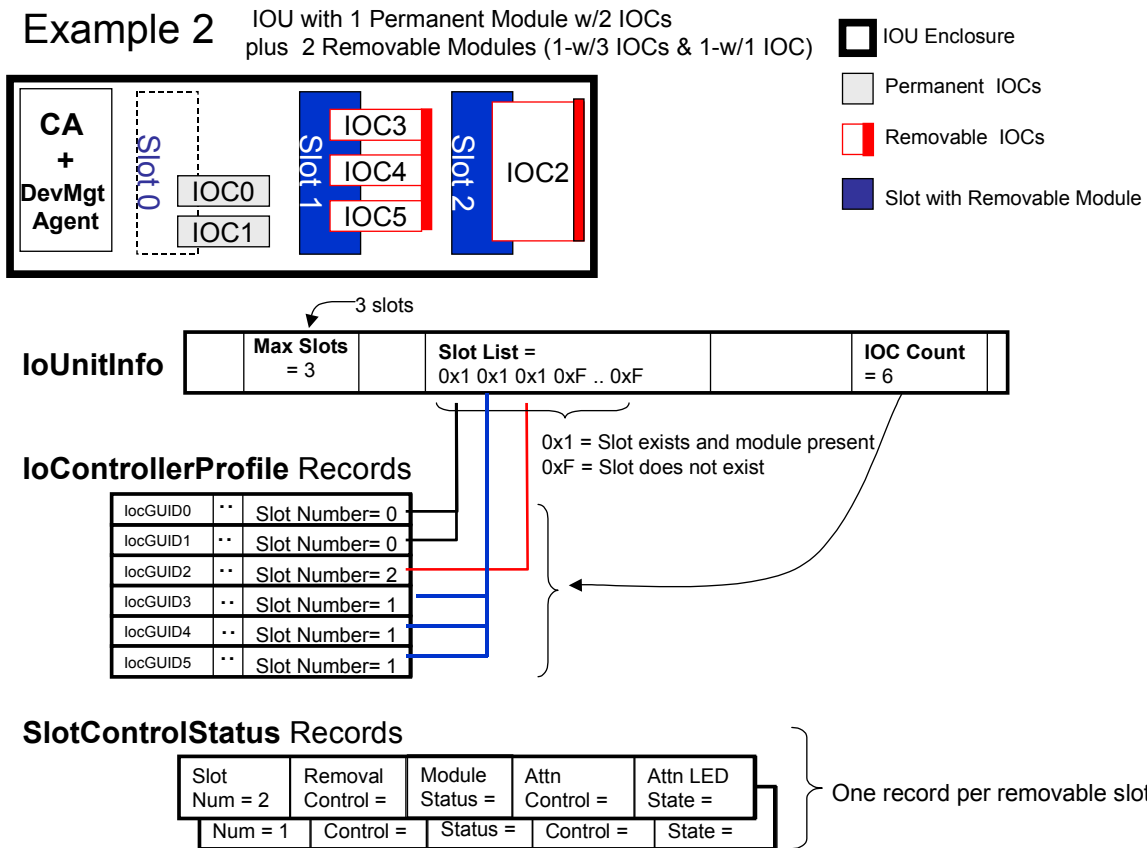 Example 2
IOU with 1 Permanent Module w/2 IOCs
plus 2 Removable Modules (1-w/3 IOCs & 1-w/1 IOC)
IOU Enclosure
Permanent IOCs
Removable IOCs
Slot with Removable Module
CA
+
DevMgt
Agent
Slot 0
IOC0
IOC1
Slot 1
IOC3
IOC4
IOC5
Slot 2
IOC2
3 slots
IoUnitInfo
Max Slots
= 3
Slot List =
0x1 0x1 0x1 0xF .. 0xF
IOC Count
= 6
0x1 = Slot exists and module present
0xF = Slot does not exist
IoControllerProfile Records
IocGUID0 .. Slot Number= 0
IocGUID1 .. Slot Number= 0
IocGUID2 .. Slot Number= 2
IocGUID3 .. Slot Number= 1
IocGUID4 .. Slot Number= 1
IocGUID5 .. Slot Number= 1
SlotControlStatus Records
Slot
Num = 2
Removal
Control =
Module
Status =
Attn
Control =
Attn LED
State =
Num = 1
Control =
Status =
Control =
State =
One record per removable slot